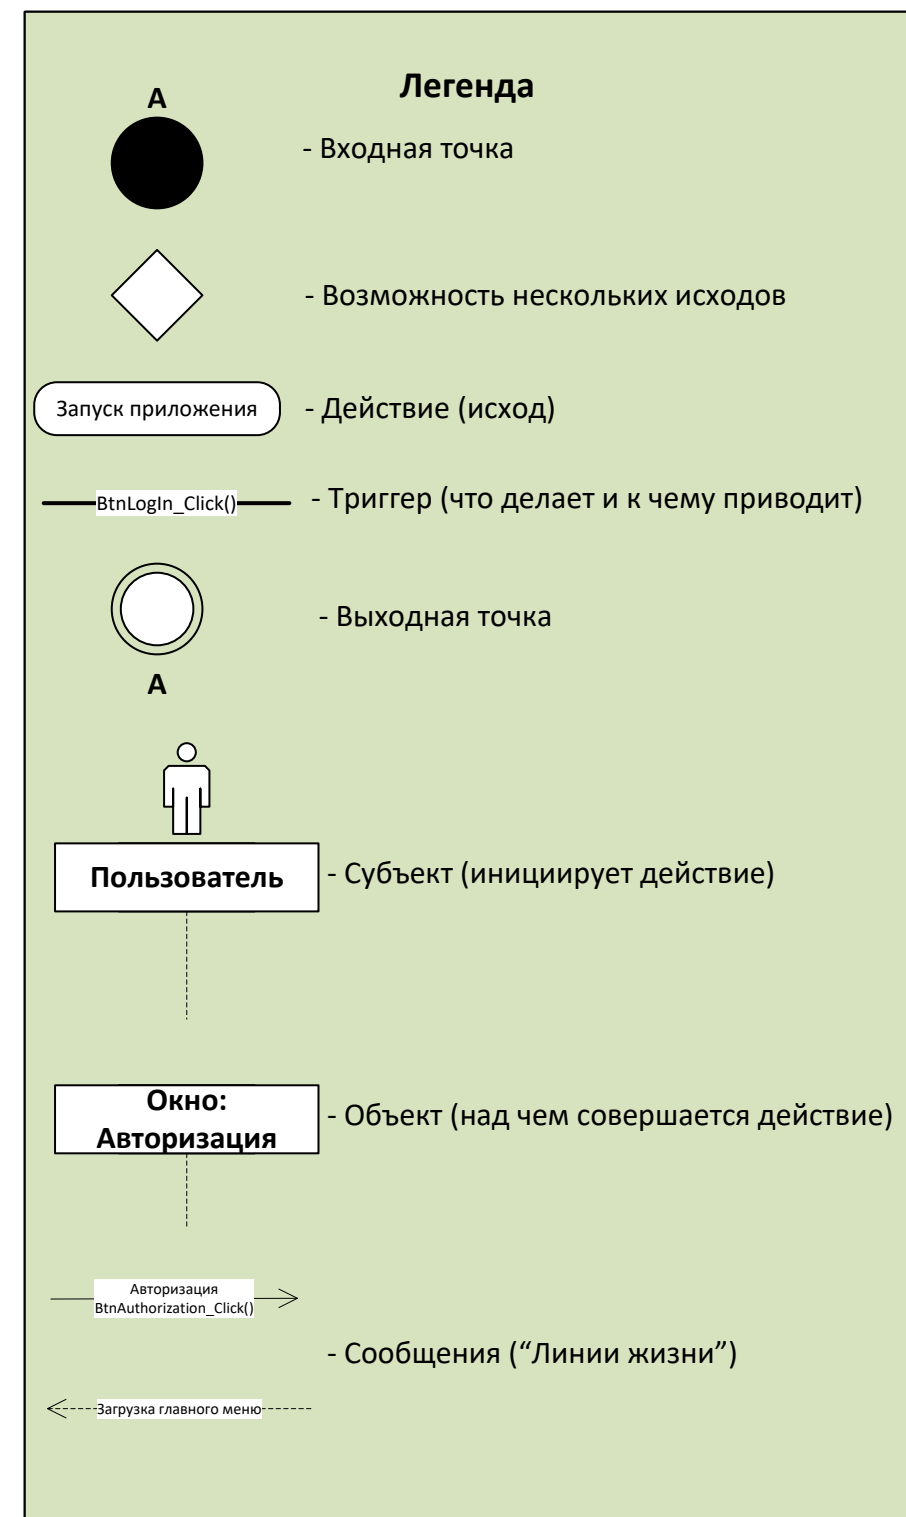 Легенда
А
- Входная точка
- Возможность нескольких исходов
Запуск приложения
- Действие (исход)
BtnLogIn_Click()
- Триггер (что делает и к чему приводит)
- Выходная точка
А
Пользователь
- Субъект (инициирует действие)
Окно:
Авторизация
- Объект (над чем совершается действие)
Авторизация
BtnAuthorization_Click()
- Сообщения (“Линии жизни”)
Загрузка главного меню